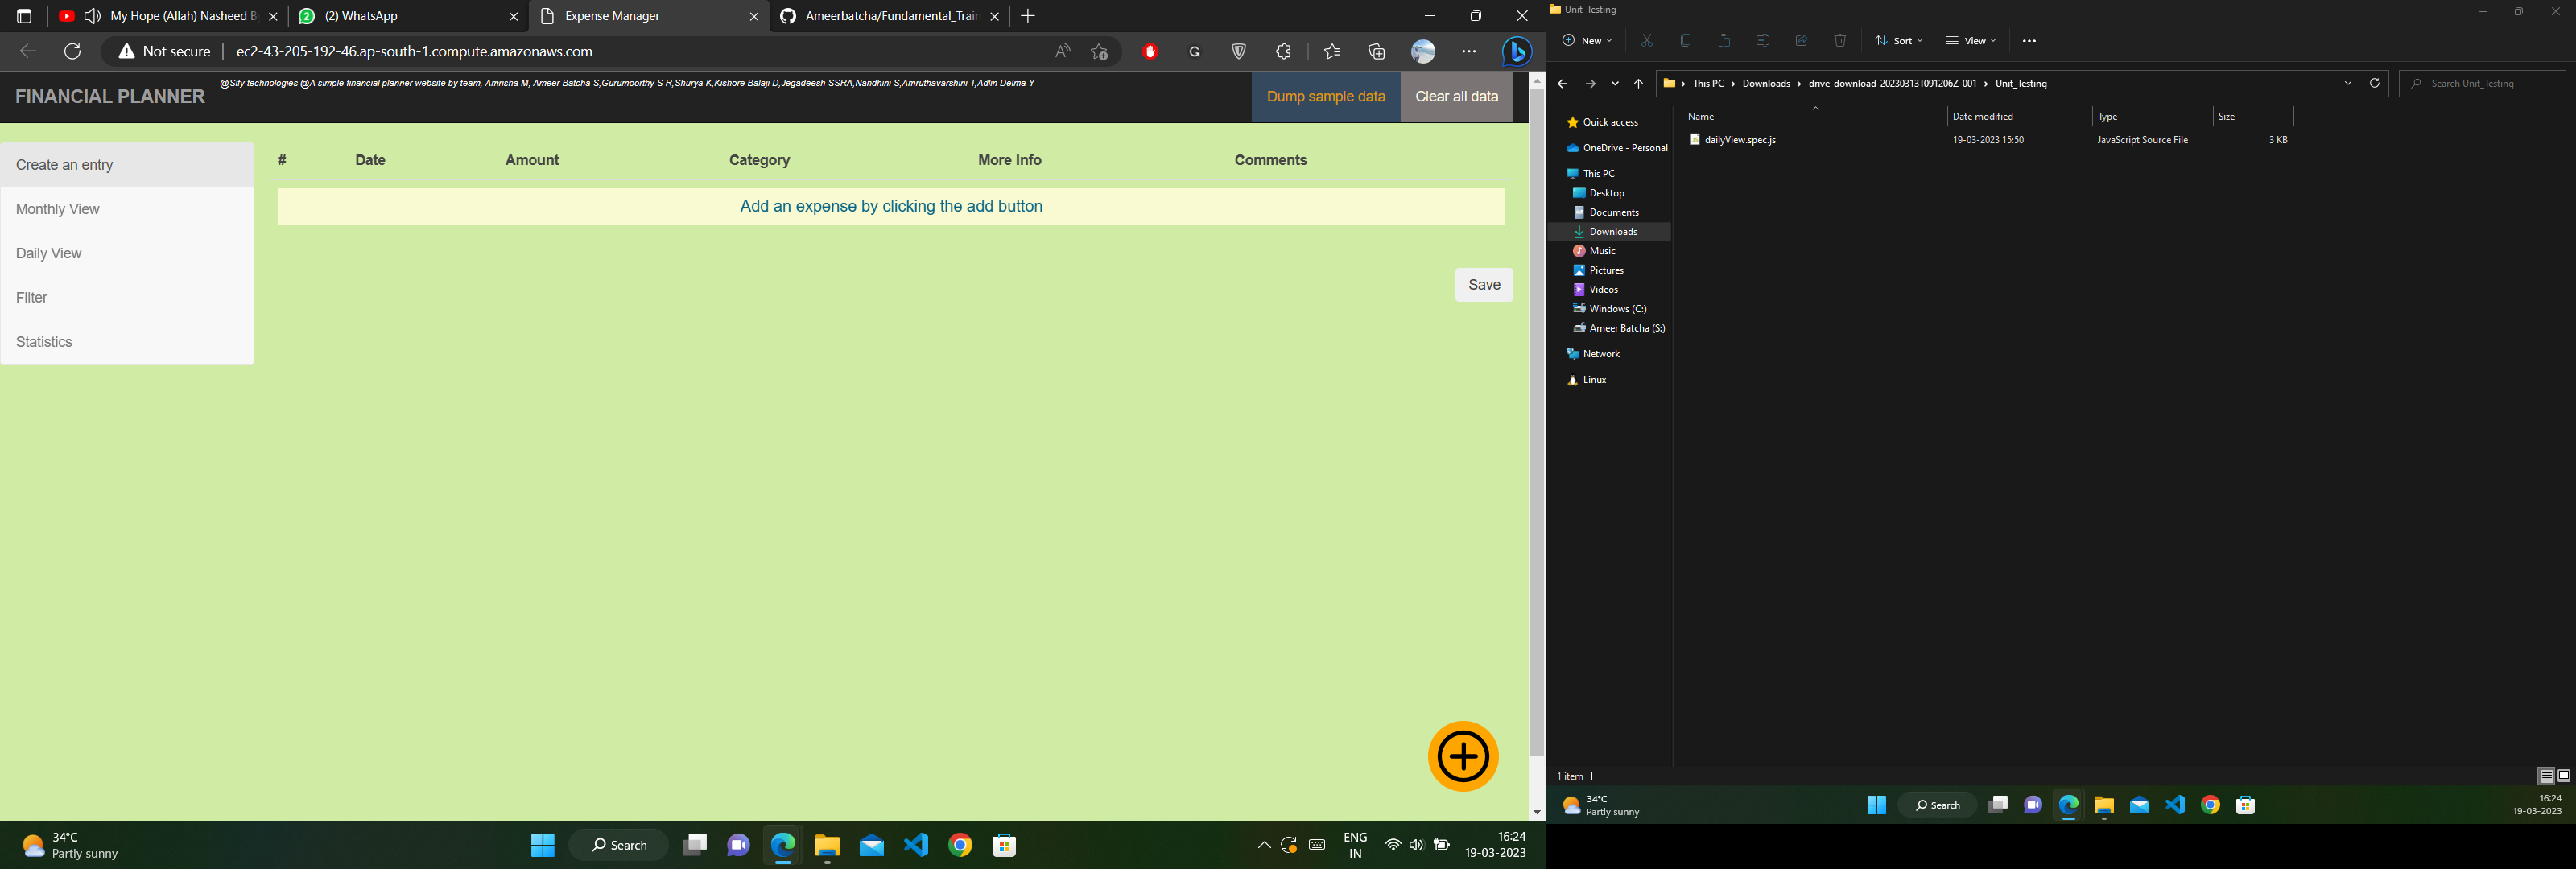 My Hope (Allah) Nasheed B
(2) WhatsApp
Expense Manager
Ameerbatcha/Fundamental_Train
Not secure
ec2-43-205-192-46.ap-south-1.compute.amazonaws.com
FINANCIAL PLANNER
@Sify technologies @A simple financial planner website by team, Amrisha M, Ameer Batcha S,Gurumoorthy S R,Shurya K,Kishore Balaji D,Jegadeesh SSRA,Nandhini S,Amruthavarshini T,Adlin Delma Y
Dump sample data
Clear all data
Create an entry
Monthly View
Daily View
Filter
Statistics
# Date Amount Category More Info Comments
Add an expense by clicking the add button
Save
34°C
Partly sunny
Search
ENG
IN
16:24
19-03-2023
Unit_Testing
New
Sort
View
This PC > Downloads > drive-download-20230313T091206Z-001 > Unit_Testing
Search Unit_Testing
Quick access
OneDrive - Personal
This PC
Desktop
Documents
Downloads
Music
Pictures
Videos
Windows (C:)
Ameer Batcha (S:)
Network
Linux
Name Date modified Type Size
dailyView.spec.js 19-03-2023 15:50 JavaScript Source File 3 KB
1 item
34°C
Partly sunny
Search
16:24
19-03-2023